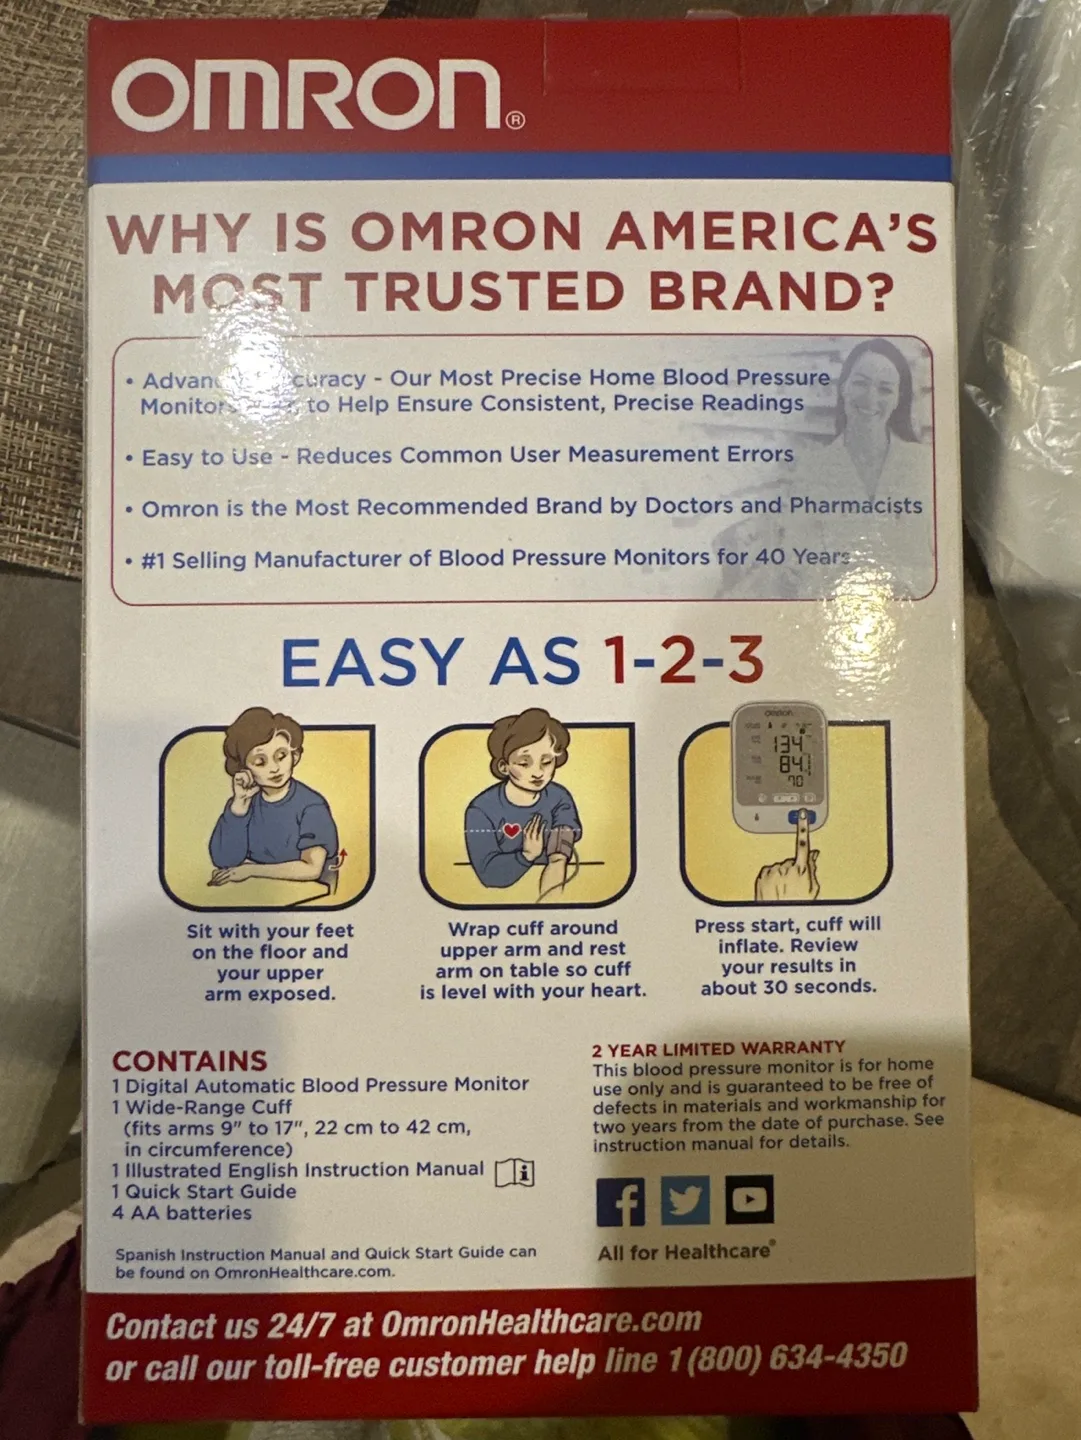 OMRON®
WHY IS OMRON AMERICA'S
MOST TRUSTED BRAND?
• Accuracy - Our Most Precise Home Blood Pressure
Monitors to Help Ensure Consistent, Precise Readings
• Easy to Use - Reduces Common User Measurement Errors
• Omron is the Most Recommended Brand by Doctors and Pharmacists
• #1 Selling Manufacturer of Blood Pressure Monitors for 40 Years
EASY AS 1-2-3
OMRON
134
84
70
Sit with your feet
on the floor and
your upper
arm exposed.
Wrap cuff around
upper arm and rest
arm on table so cuff
is level with your heart.
Press start, cuff will
inflate. Review
your results in
about 30 seconds.
CONTAINS
1 Digital Automatic Blood Pressure Monitor
1 Wide-Range Cuff
(fits arms 9" to 17", 22 cm to 42 cm,
in circumference)
1 Illustrated English Instruction Manual
1 Quick Start Guide
4 AA batteries
Spanish Instruction Manual and Quick Start Guide can
be found on OmronHealthcare.com.
2 YEAR LIMITED WARRANTY
This blood pressure monitor is for home
use only and is guaranteed to be free of
defects in materials and workmanship for
two years from the date of purchase. See
instruction manual for details.
All for Healthcare®
Contact us 24/7 at OmronHealthcare.com
or call our toll-free customer help line 1 (800) 634-4350